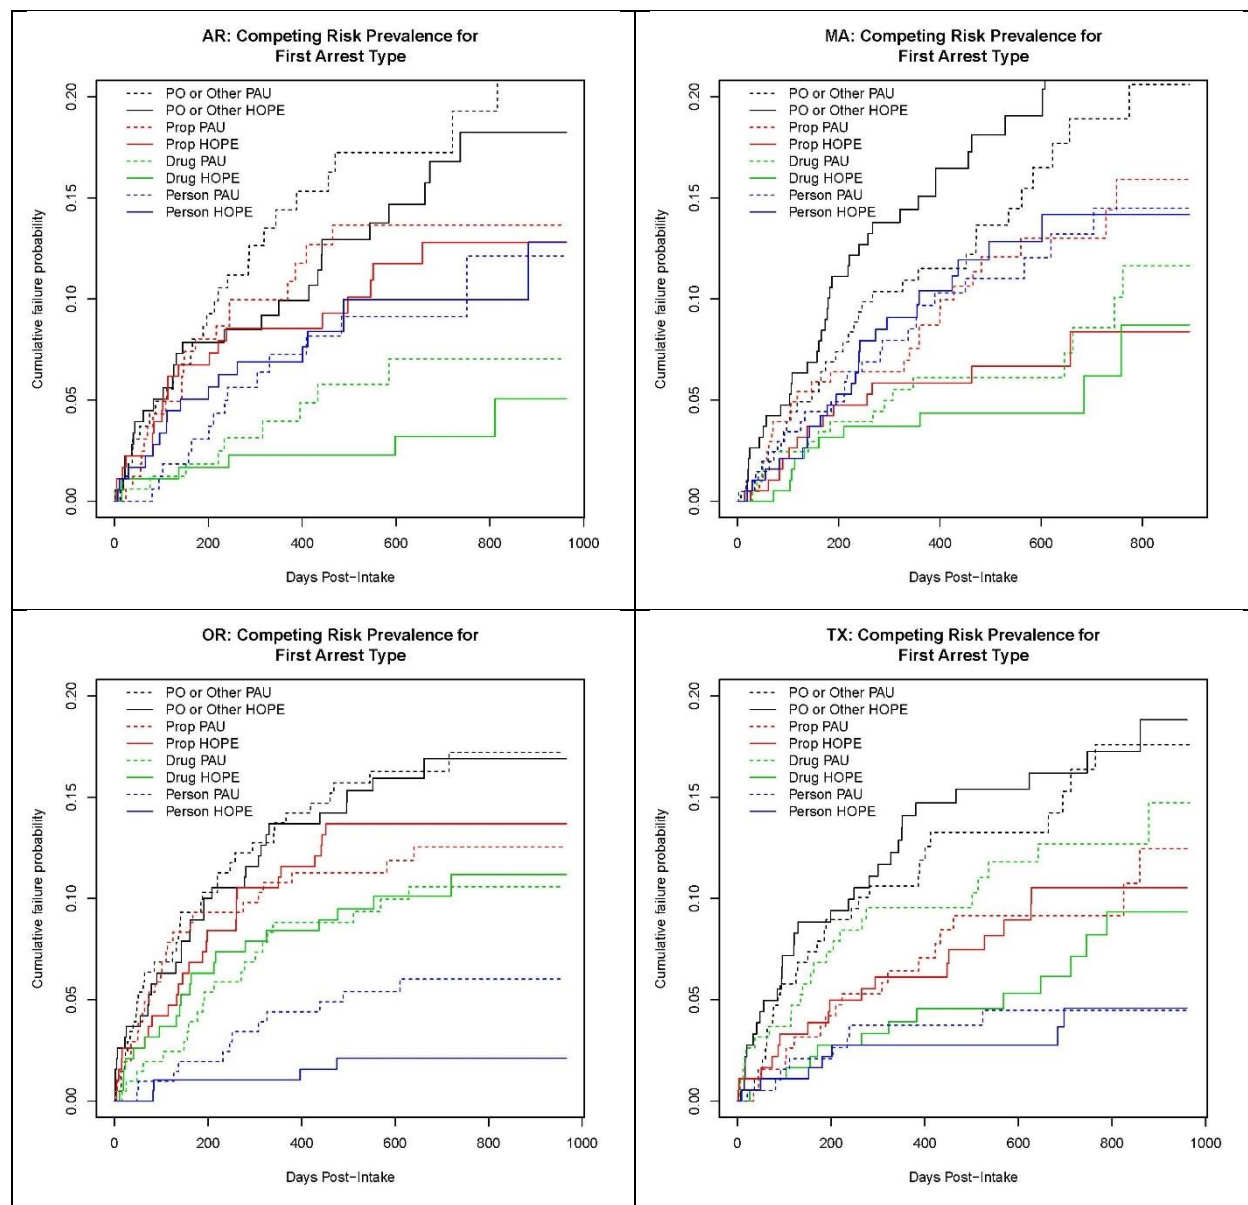 AR: Competing Risk Prevalence for
First Arrest Type
Cumulative failure probability
0.20
0.15
0.10
0.05
0.00
PO or Other PAU
PO or Other HOPE
Prop PAU
Prop HOPE
Drug PAU
Drug HOPE
Person PAU
Person HOPE
0 200 400 600 800 1000
Days Post-Intake
MA: Competing Risk Prevalence for
First Arrest Type
Cumulative failure probability
0.20
0.15
0.10
0.05
0.00
PO or Other PAU
PO or Other HOPE
Prop PAU
Prop HOPE
Drug PAU
Drug HOPE
Person PAU
Person HOPE
0 200 400 600 800
Days Post-Intake
OR: Competing Risk Prevalence for
First Arrest Type
Cumulative failure probability
0.20
0.15
0.10
0.05
0.00
PO or Other PAU
PO or Other HOPE
Prop PAU
Prop HOPE
Drug PAU
Drug HOPE
Person PAU
Person HOPE
0 200 400 600 800 1000
Days Post-Intake
TX: Competing Risk Prevalence for
First Arrest Type
Cumulative failure probability
0.20
0.15
0.10
0.05
0.00
PO or Other PAU
PO or Other HOPE
Prop PAU
Prop HOPE
Drug PAU
Drug HOPE
Person PAU
Person HOPE
0 200 400 600 800 1000
Days Post-Intake